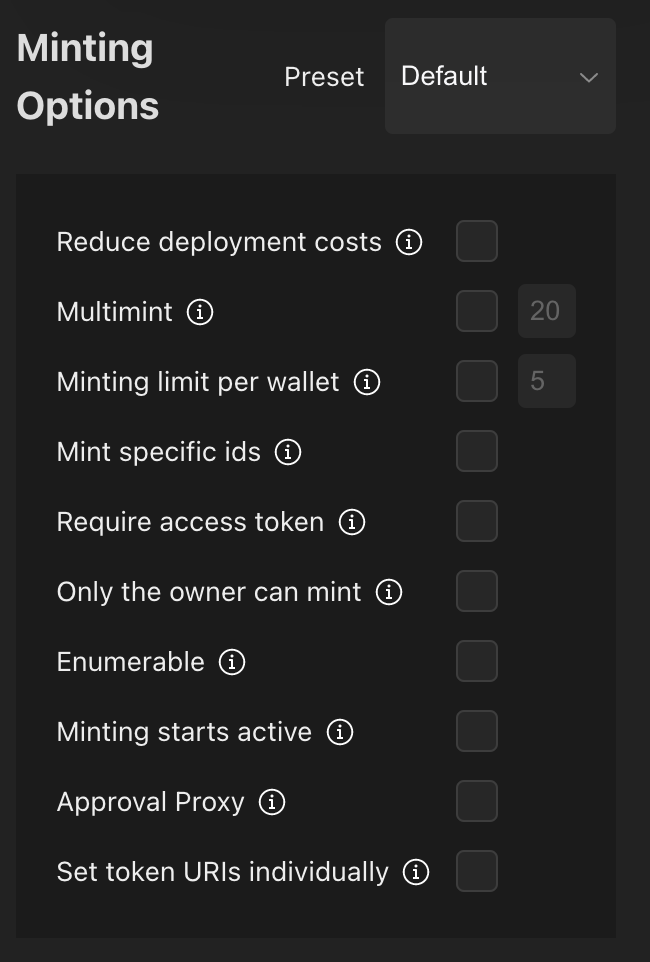 Minting
Options
Preset
Default
Reduce deployment costs
Multimint
20
Minting limit per wallet
5
Mint specific ids
Require access token
Only the owner can mint
Enumerable
Minting starts active
Approval Proxy
Set token URIs individually